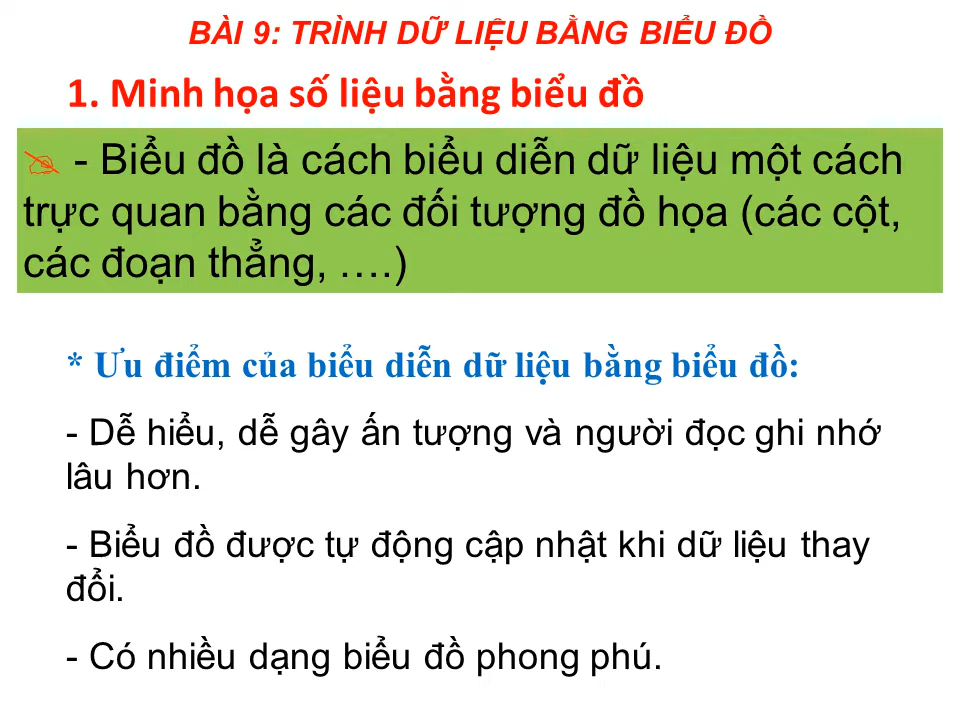 BÀI 9: TRÌNH DỮ LIỆU BẰNG BIỂU ĐỒ
1. Minh họa số liệu bằng biểu đồ
- Biểu đồ là cách biểu diễn dữ liệu một cách
trực quan bằng các đối tượng đồ họa (các cột,
các đoạn thẳng, ….)
* Ưu điểm của biểu diễn dữ liệu bằng biểu đồ:
- Dễ hiểu, dễ gây ấn tượng và người đọc ghi nhớ
lâu hơn.
- Biểu đồ được tự động cập nhật khi dữ liệu thay
đổi.
- Có nhiều dạng biểu đồ phong phú.